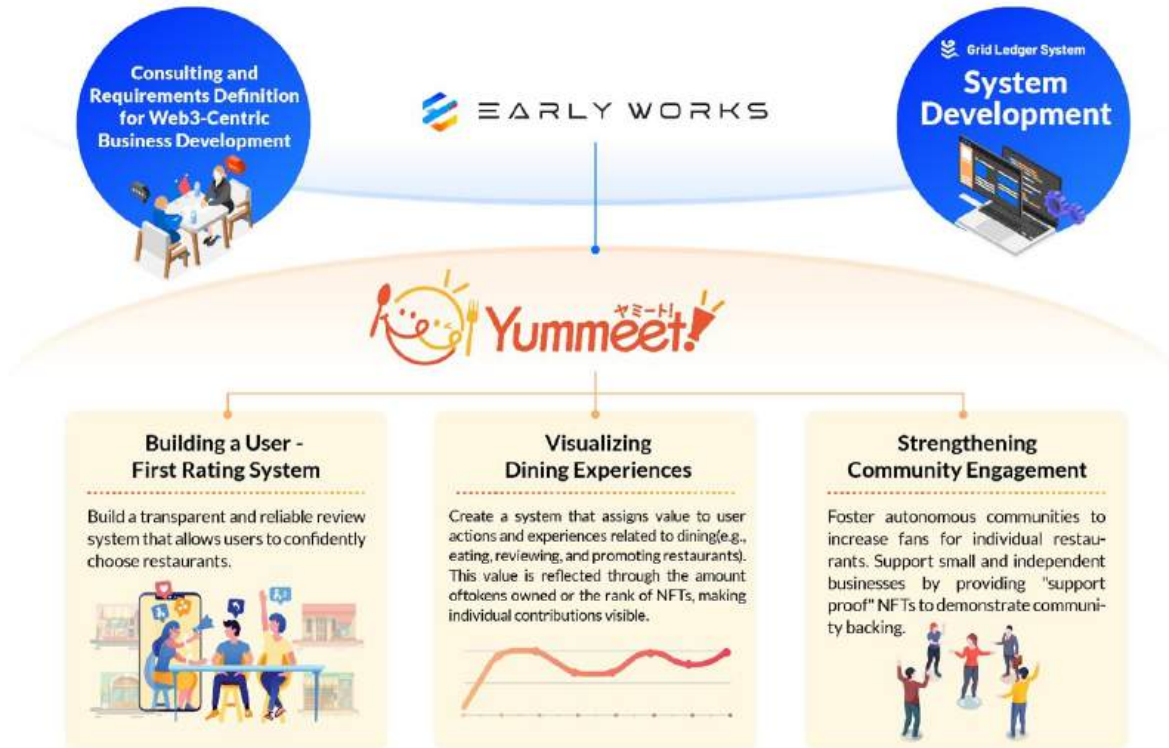 Consulting and
Requirements Definition
for Web3-Centric
Business Development
EARLY WORKS
Grid Ledger System
System
Development
ヤミート!
Yummeet!
Building a User -
First Rating System
Build a transparent and reliable review
system that allows users to confidently
choose restaurants.
Visualizing
Dining Experiences
Create a system that assigns value to user
actions and experiences related to dining(e.g.,
eating, reviewing, and promoting restaurants).
This value is reflected through the amount
oftokens owned or the rank of NFTs, making
individual contributions visible.
Strengthening
Community Engagement
Foster autonomous communities to
increase fans for individual restau-
rants. Support small and independent
businesses by providing "support
proof" NFTs to demonstrate communi-
ty backing.